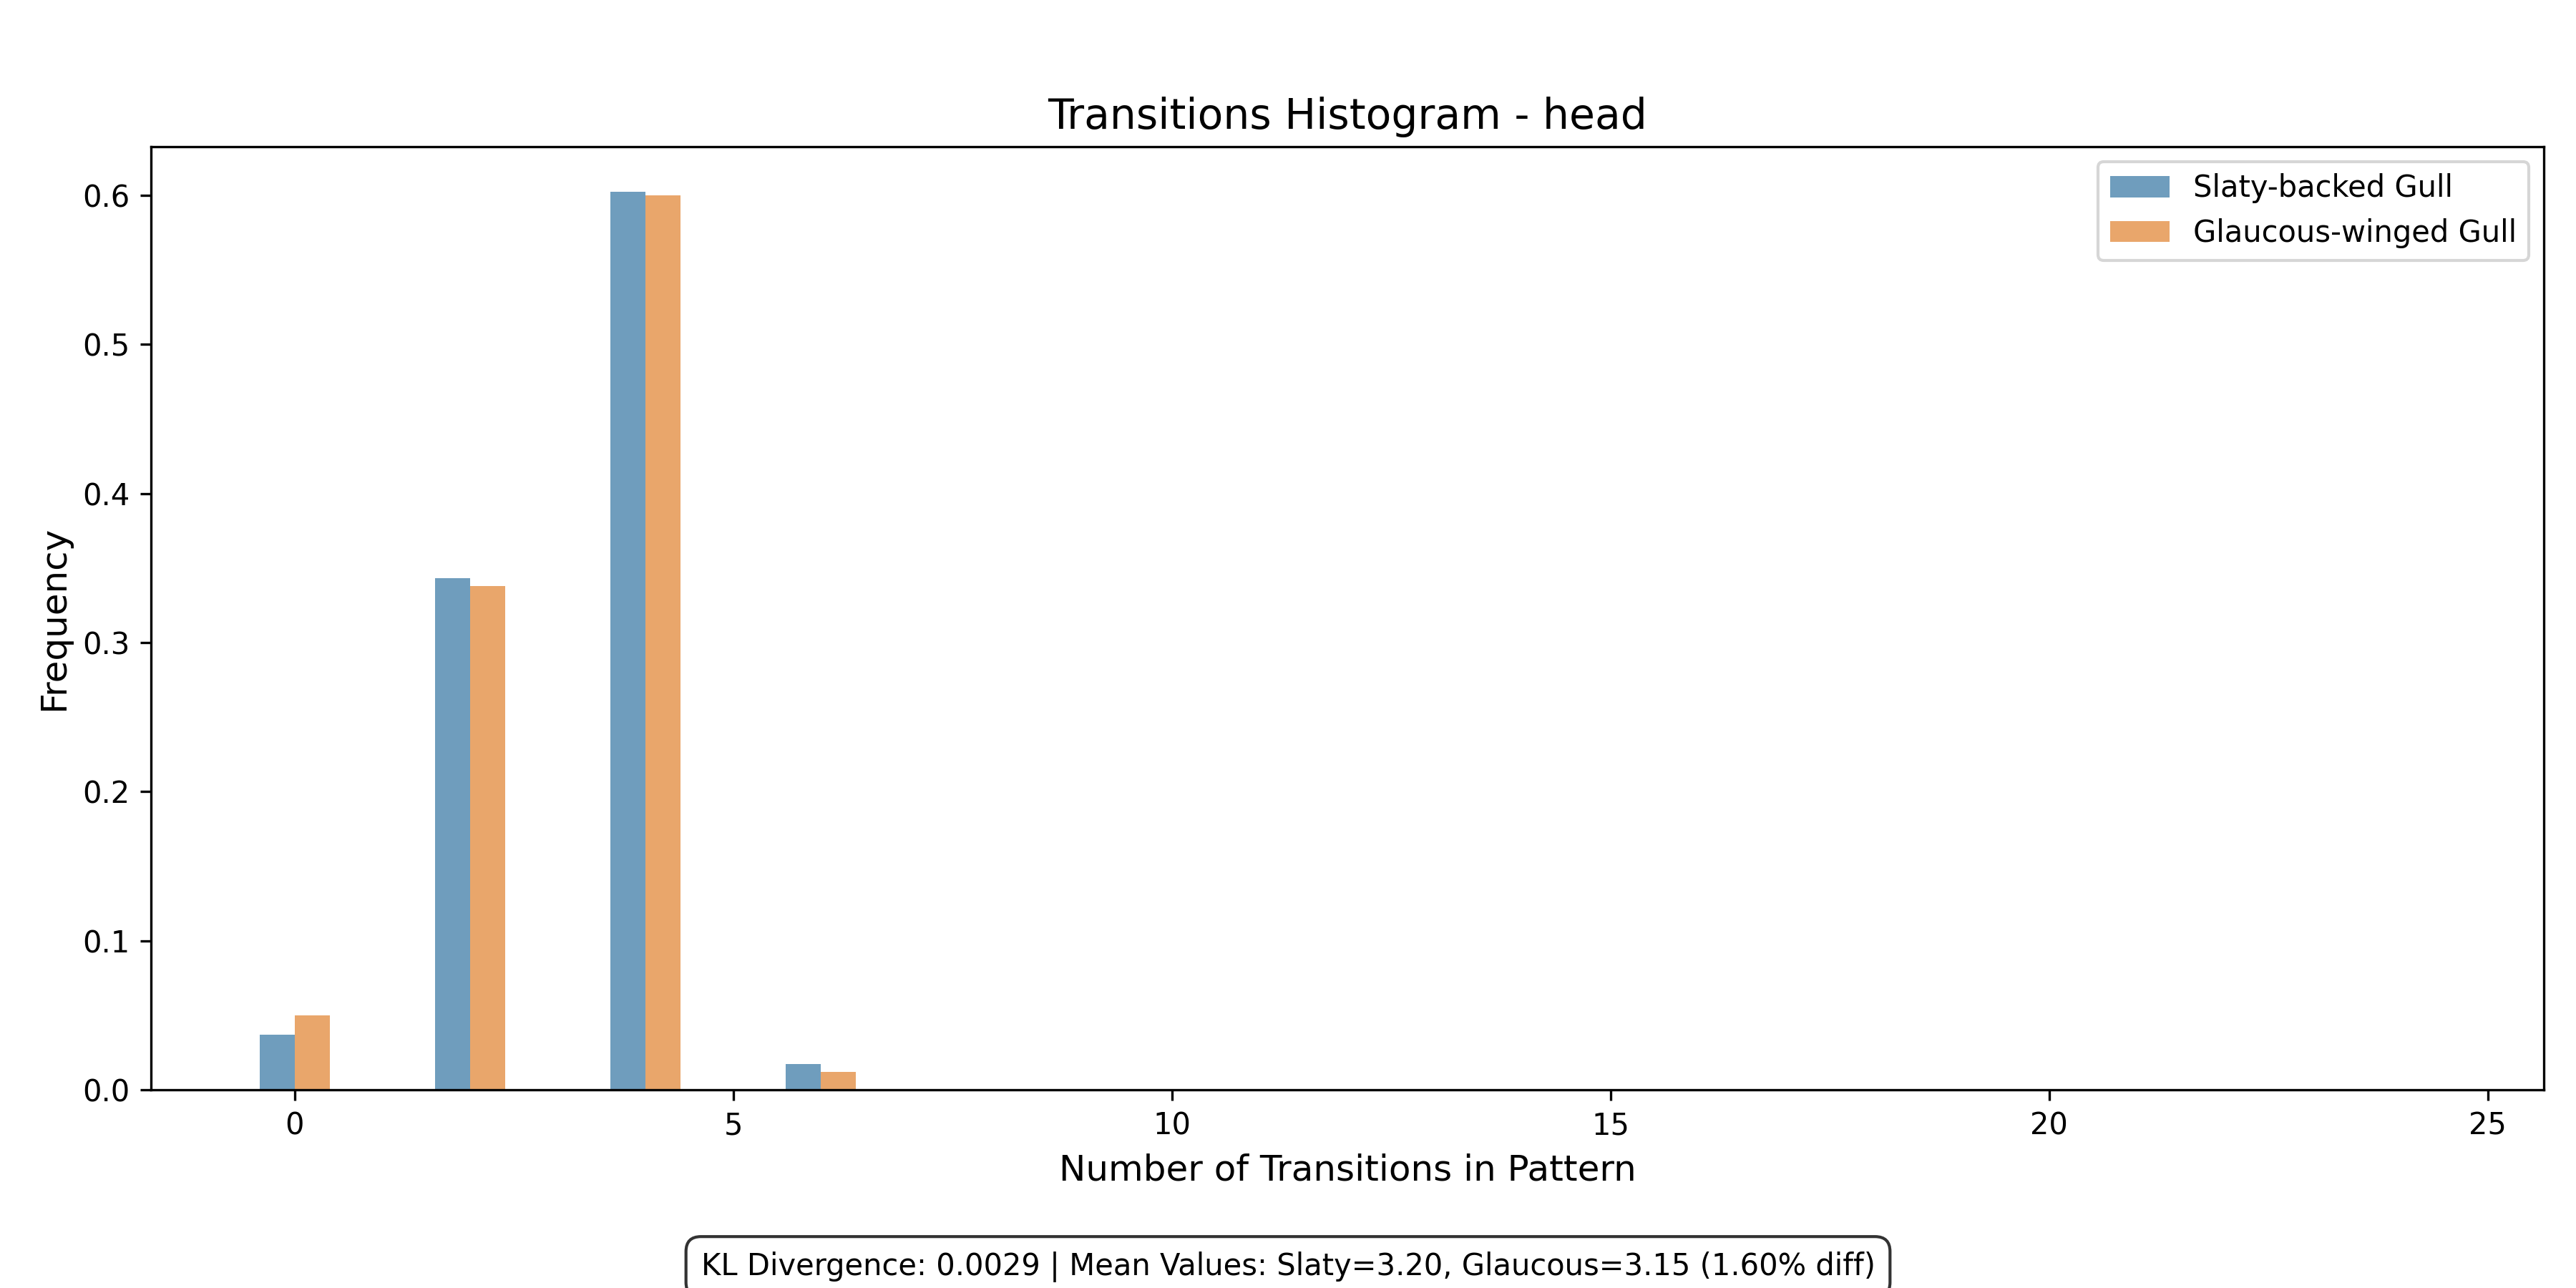 Transitions Histogram - head
Slaty-backed Gull
Glaucous-winged Gull
Frequency
0.6
0.5
0.4
0.3
0.2
0.1
0.0
0 5 10 15 20 25
Number of Transitions in Pattern
KL Divergence: 0.0029 | Mean Values: Slaty=3.20, Glaucous=3.15 (1.60% diff)